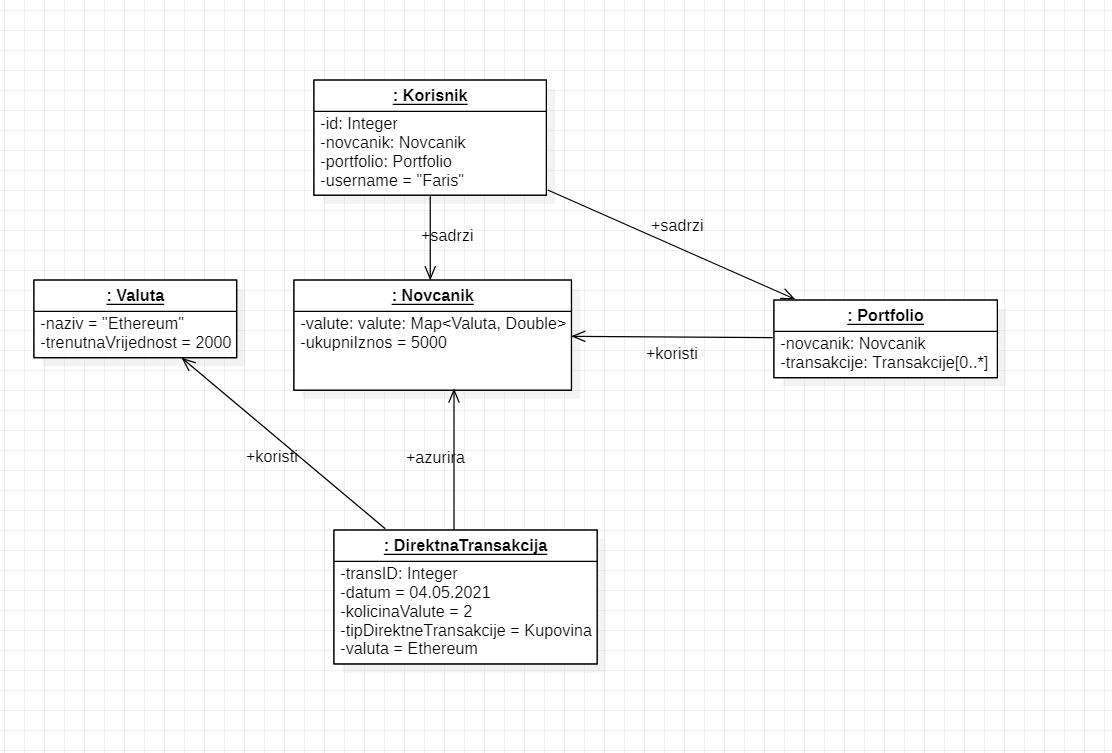 : Korisnik
-id: Integer
-novcanik: Novcanik
-portfolio: Portfolio
-username = "Faris"
+sadrzi
+sadrzi
: Valuta
-naziv = "Ethereum"
-trenutnaVrijednost = 2000
: Novcanik
-valute: valute: Map<Valuta, Double>
-ukupniIznos = 5000
: Portfolio
-novcanik: Novcanik
-transakcije: Transakcije[0..*]
+koristi
+koristi
+azurira
: DirektnaTransakcija
-transID: Integer
-datum = 04.05.2021
-kolicinaValute = 2
-tipDirektneTransakcije = Kupovina
-valuta = Ethereum